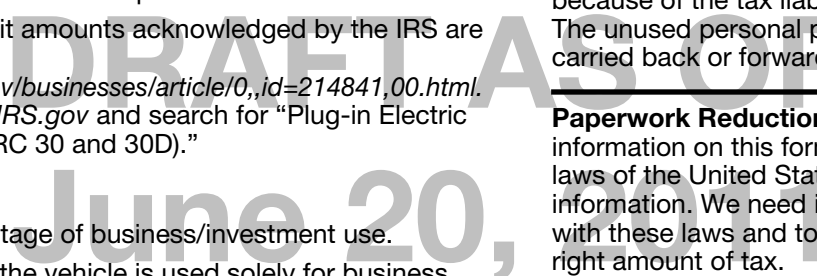 it amounts acknowledged by the IRS are
v/businesses/article/0,,id=214841,00.html.
IRS.gov and search for “Plug-in Electric
RC 30 and 30D).”
tage of business/investment use.
the vehicle is used solely for business
because of the tax liab
The unused personal p
carried back or forward
Paperwork Reduction
information on this for
laws of the United Sta
information. We need i
with these laws and to
right amount of tax.
DRAFT AS OF
June 20, 2011